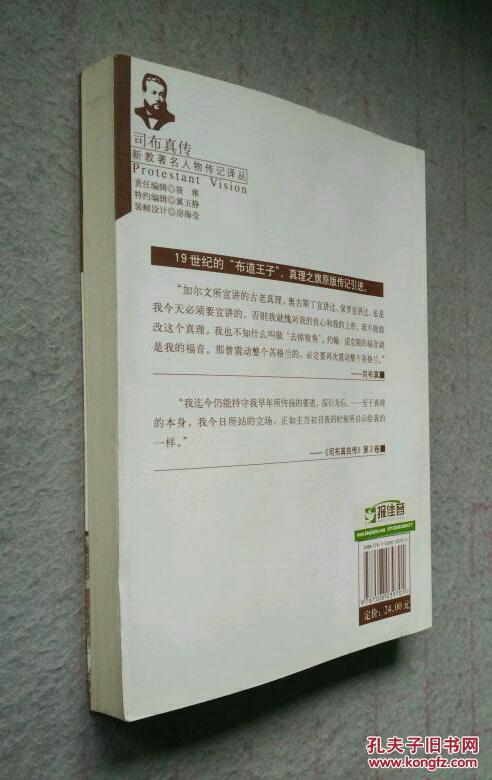 司布真传
新教著名人物传记译丛
Protestant Vision
责任编辑◎筱 雅
特约编辑◎冀玉静
装帧设计◎房海莹
19世纪的“布道王子”，真理之旗原版传记引进。
“加尔文所宣讲的古老真理，奥古斯丁宣讲过、保罗宣讲过，也是
我今天必须要宣讲的，否则我就愧对我的良心和我的上帝。我不能修
改这个真理，我也不知什么叫做“去掉棱角”。约翰·诺克斯的福音就
是我的福音。那曾震动整个苏格兰的，必定要再次震动整个英格兰。”
——司布真
“我迄今仍能持守我早年所传扬的要道，深引为乐。……至于真理
的本身，我今日所站的立场，正如主当初召我的时候所启示给我的
一样。”
——《司布真自传》第2卷
报佳音
定价：24.00元
孔夫子旧书网
www.kongfz.com